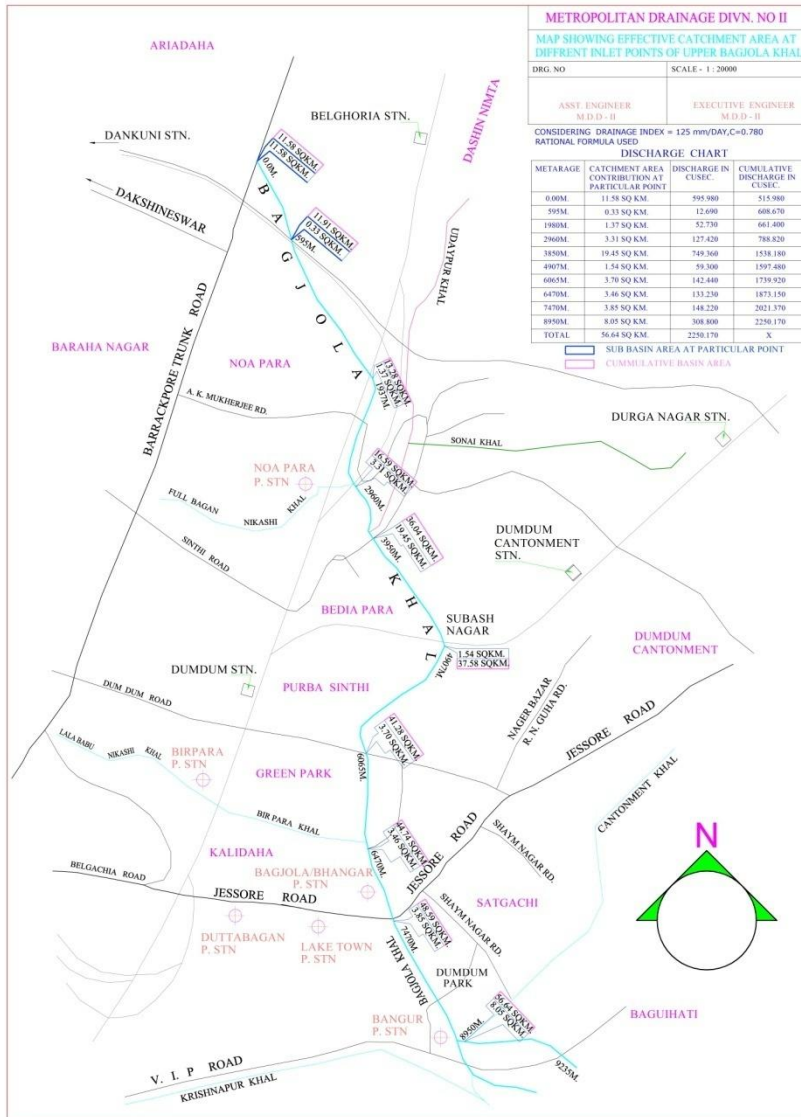 METROPOLITAN DRAINAGE DIVN. NO II
MAP SHOWING EFFECTIVE CATCHMENT AREA AT
DIFFRENT INLET POINTS OF UPPER BAGJOLA KHAL
DRG. NO SCALE - 1 : 20000
ASST. ENGINEER EXECUTIVE ENGINEER
M.D.D - II M.D.D - II
CONSIDERING DRAINAGE INDEX = 125 mm/DAY,C=0.780
RATIONAL FORMULA USED
DISCHARGE CHART
METARAGE CATCHMENT AREA CONTRIBUTION AT PARTICULAR POINT DISCHARGE IN CUSEC. CUMULATIVE DISCHARGE IN CUSEC.
0.00M. 11.58 SQ KM. 595.980 515.980
595M. 0.33 SQ KM. 12.690 608.670
1980M. 1.37 SQ KM. 52.730 661.400
2960M. 3.31 SQ KM. 127.420 788.820
3850M. 19.45 SQ KM. 749.360 1538.180
4907M. 1.54 SQ KM. 59.300 1597.480
6065M. 3.70 SQ KM. 142.440 1739.920
6470M. 3.46 SQ KM. 133.230 1873.150
7470M. 3.85 SQ KM. 148.220 2021.370
8950M. 8.05 SQ KM. 308.800 2250.170
TOTAL 56.64 SQ KM. 2250.170 X
SUB BASIN AREA AT PARTICULAR POINT
CUMMULATIVE BASIN AREA
ARIADAHA
BELGHORIA STN.
DASHIN NIMTA
DANKUNI STN.
DAKSHINESWAR
11.58 SQKM.
11.58 SQKM.
0.0M.
BAGJOLA
11.91 SQKM
0.33 SQKM.
595M.
UDAYPUR KHAL
BARRACKPORE TRUNK ROAD
BARAHA NAGAR
NOA PARA
13.28 SQKM.
1.37 SQKM.
1937M.
A. K. MUKHERJEE RD.
DURGA NAGAR STN.
SONAI KHAL
NOA PARA
P. STN
16.59 SQKM.
3.31 SQKM.
2960M.
FULL BAGAN NIKASHI KHAL
SINTHI ROAD
36.04 SQKM.
19.45 SQKM.
3950M.
DUMDUM
CANTONMENT
STN.
KHAL
BEDIA PARA
SUBASH
NAGAR
DUMDUM
CANTONMENT
1.54 SQKM.
37.58 SQKM.
4907M.
DUMDUM STN.
PURBA SINTHI
DUM DUM ROAD
NAGER BAZAR
R. N. GUHA RD.
JESSORE ROAD
LALA BABU NIKASHI KHAL
BIRPARA
P. STN
41.28 SQKM.
3.70 SQKM.
6065M.
GREEN PARK
CANTONMENT KHAL
BIR PARA KHAL
44.74 SQKM.
3.46 SQKM.
6470M.
JESSORE ROAD
SHAYM NAGAR RD.
N
KALIDAHA
BELGACHIA ROAD
BAGJOLA/BHANGAR
P. STN
JESSORE ROAD
SHAYM NAGAR RD.
SATGACHI
48.59 SQKM.
3.85 SQKM.
7470M.
DUTTABAGAN
P. STN
LAKE TOWN
P. STN
BAGJOLA KHAL
DUMDUM
PARK
BANGUR
P. STN
56.64 SQKM.
8.05 SQKM.
8950M.
BAGUIHATI
9235M.
V. I. P ROAD
KRISHNAPUR KHAL